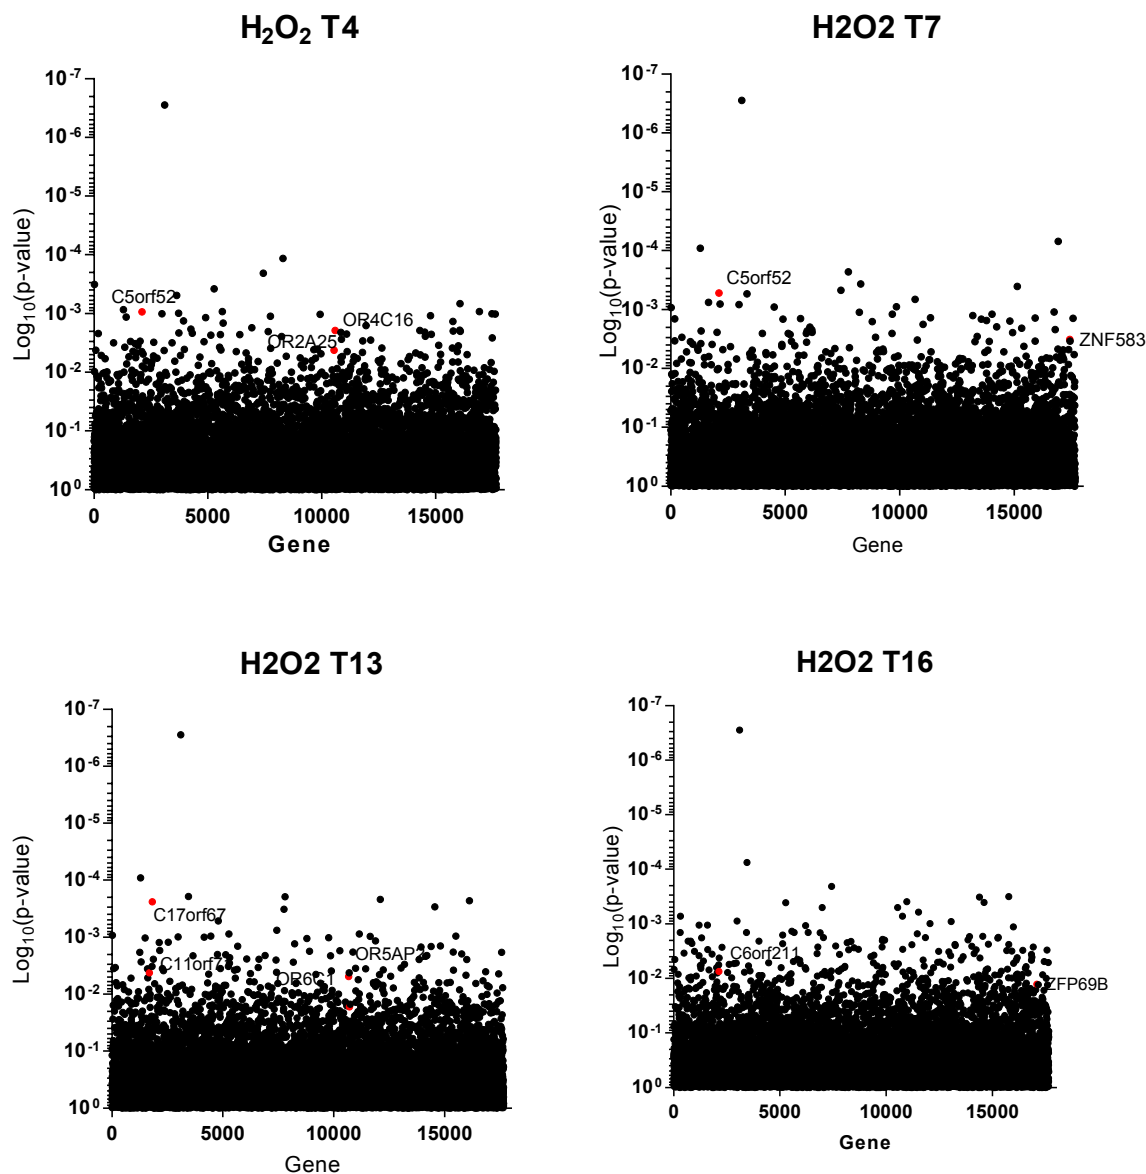 H₂O₂ T4
Log₁₀(p-value)
10⁻⁷
10⁻⁶
10⁻⁵
10⁻⁴
10⁻³
10⁻²
10⁻¹
10⁰
C5orf52
OR4C16
OR2A25
0 5000 10000 15000
Gene
H2O2 T7
Log₁₀(p-value)
10⁻⁷
10⁻⁶
10⁻⁵
10⁻⁴
10⁻³
10⁻²
10⁻¹
10⁰
C5orf52
ZNF583
0 5000 10000 15000
Gene
H2O2 T13
Log₁₀(p-value)
10⁻⁷
10⁻⁶
10⁻⁵
10⁻⁴
10⁻³
10⁻²
10⁻¹
10⁰
C17orf67
OR5AP2
0 5000 10000 15000
Gene
H2O2 T16
Log₁₀(p-value)
10⁻⁷
10⁻⁶
10⁻⁵
10⁻⁴
10⁻³
10⁻²
10⁻¹
10⁰
C6orf211
ZFP69B
0 5000 10000 15000
Gene